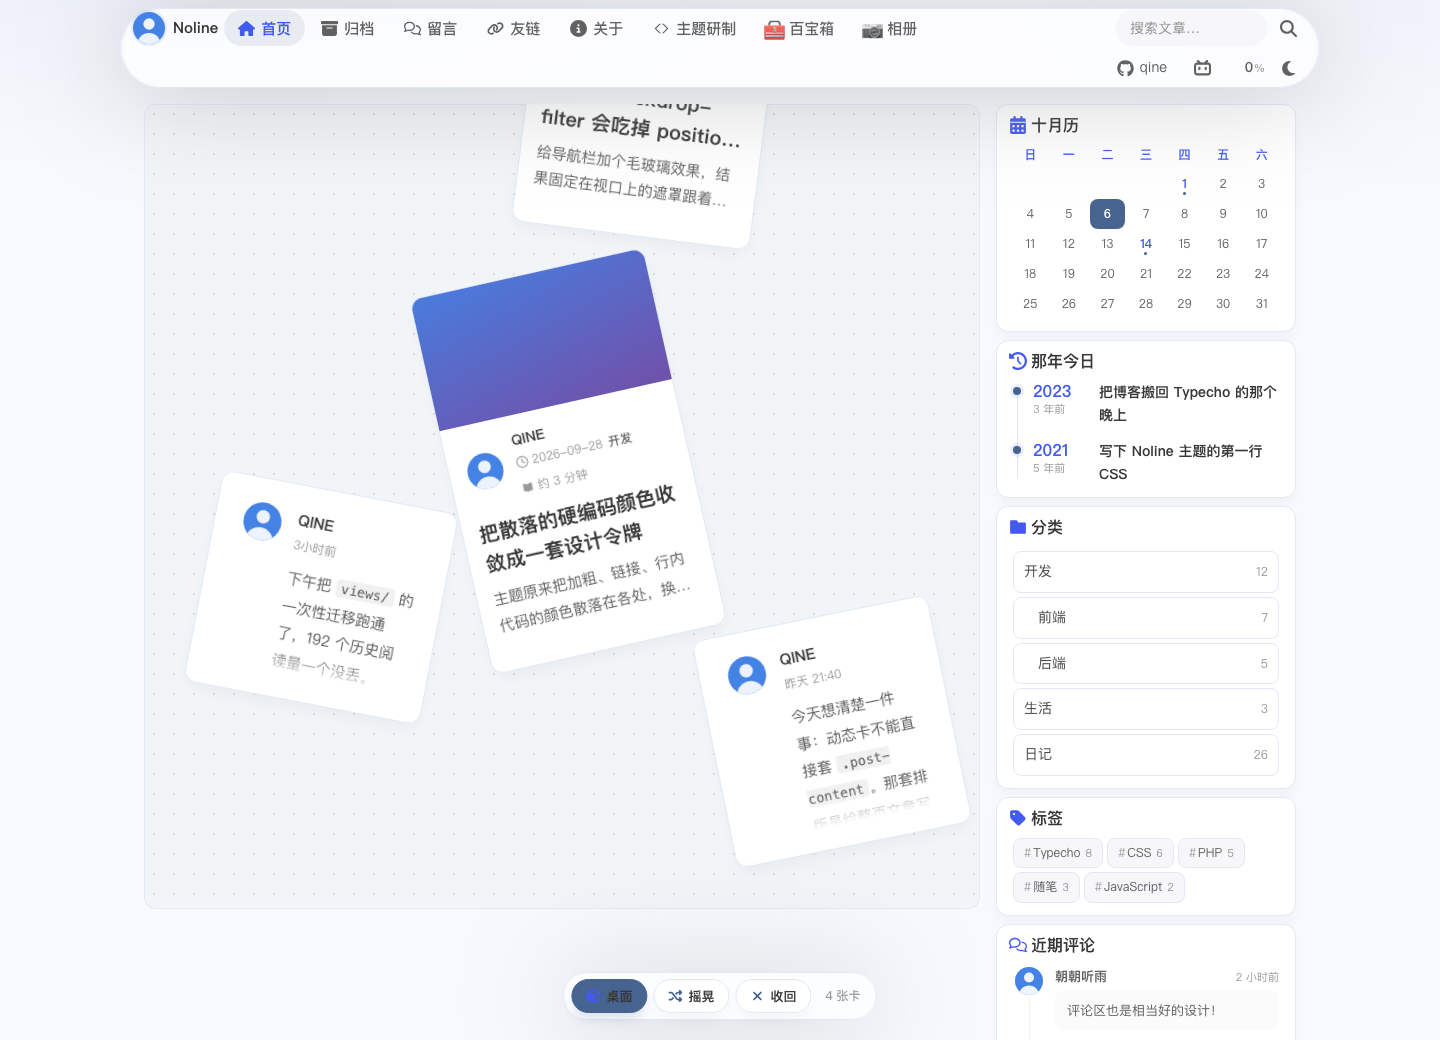 Noline
首页
归档
留言
友链
关于
主题研制
百宝箱
相册
搜索文章...
qine
0%
filter 会吃掉 positio...
给导航栏加个毛玻璃效果，结
果固定在视口上的遮罩跟着...
QINE
2026-09-28 开发
约 3 分钟
把散落的硬编码颜色收
敛成一套设计令牌
主题原来把加粗、链接、行内
代码的颜色散落在各处，换...
QINE
3小时前
下午把 views/ 的
一次性迁移跑通
了，192 个历史阅
读量一个没丢。
QINE
昨天 21:40
今天想清楚一件
事：动态卡不能直
接套 .post-
content 。那套排
桌面
摇晃
收回
4 张卡
十月历
日 一 二 三 四 五 六
1 2 3
4 5 6 7 8 9 10
11 12 13 14 15 16 17
18 19 20 21 22 23 24
25 26 27 28 29 30 31
那年今日
2023
3 年前
把博客搬回 Typecho 的那个
晚上
2021
5 年前
写下 Noline 主题的第一行
CSS
分类
开发 12
前端 7
后端 5
生活 3
日记 26
标签
#Typecho 8 #CSS 6 #PHP 5
#随笔 3 #JavaScript 2
近期评论
朝朝听雨 2 小时前
评论区也是相当好的设计！